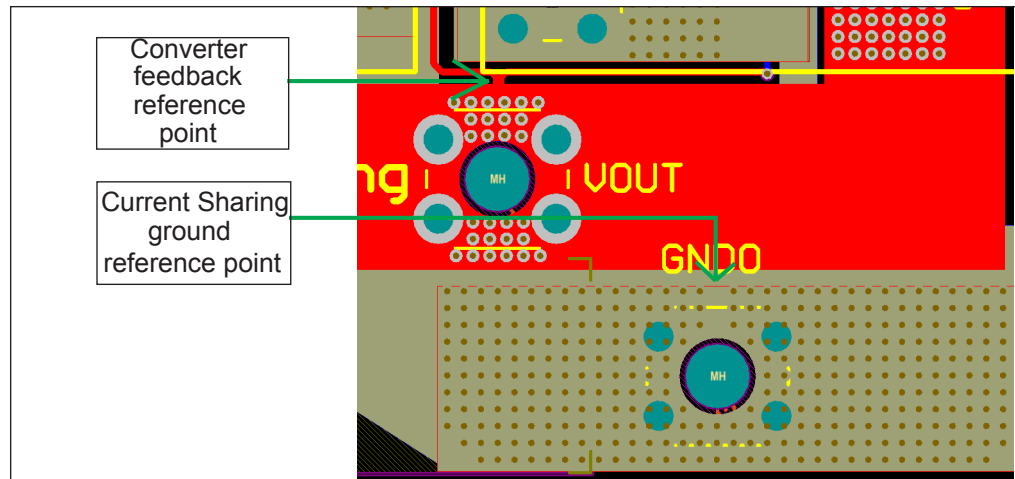 Converter
feedback
reference
point
MH
ng
VOUT
Current Sharing
ground
reference point
GNDO
MH